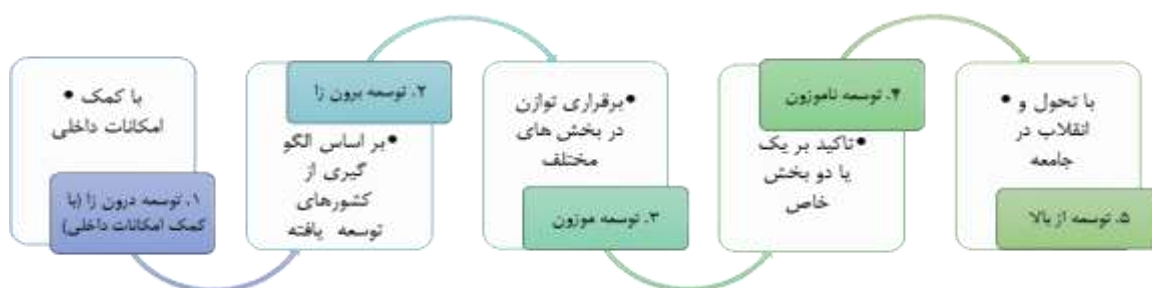 با کمک •
امکانات داخلی
۱. توسعه درون زا (با
کمک امکانات داخلی)
۲. توسعه برون زا
• بر اساس الگو
گیری از
کشورهای
توسعه یافته
• برقراری توازن
در بخش های
مختلف
۳. توسعه موزون
۴. توسعه ناموزون
• تاکید بر یک
یا دو بخش
خاص
با تحول و •
انقلاب در
جامعه
۵. توسعه از بالا